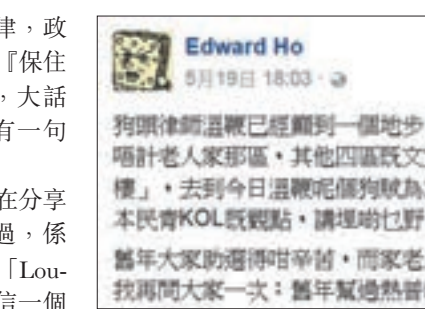 律,政
『保住
,大話
有一句
在分享
過,係
「Lou-
信一個
Edward Ho
5月19日 18:03 ·
狗頭律師溫鞭已經顛到一個地步
唔計老人家那區,其他四區既文
樓」,去到今日溫鞭呢個狗賊為
本民青KOL既觀點,講埋啲乜野
舊年大家助選得咁辛苦,而家老
我再問大家一次:舊年幫過熱普